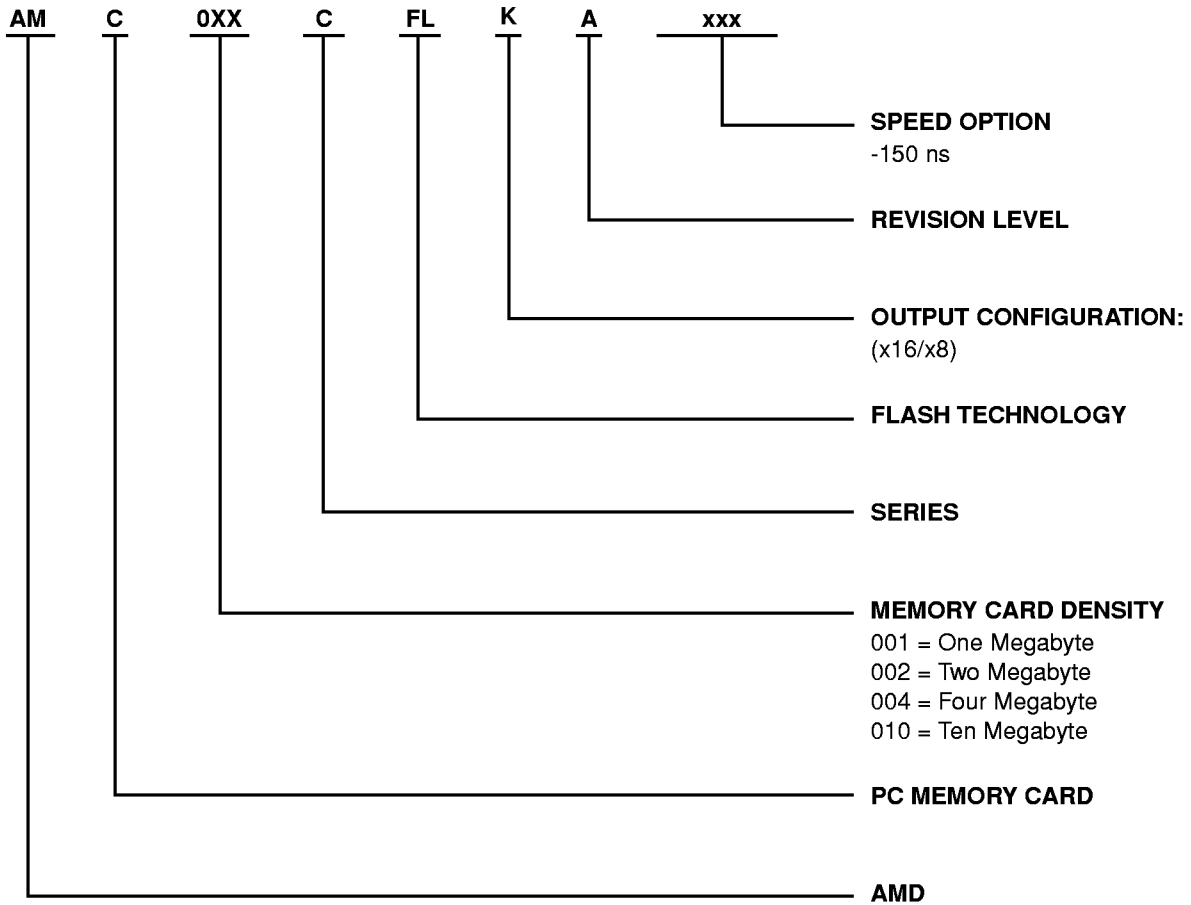 AM C 0XX C FL K A xxx
SPEED OPTION
-150 ns
REVISION LEVEL
OUTPUT CONFIGURATION:
(x16/x8)
FLASH TECHNOLOGY
SERIES
MEMORY CARD DENSITY
001 = One Megabyte
002 = Two Megabyte
004 = Four Megabyte
010 = Ten Megabyte
PC MEMORY CARD
AMD